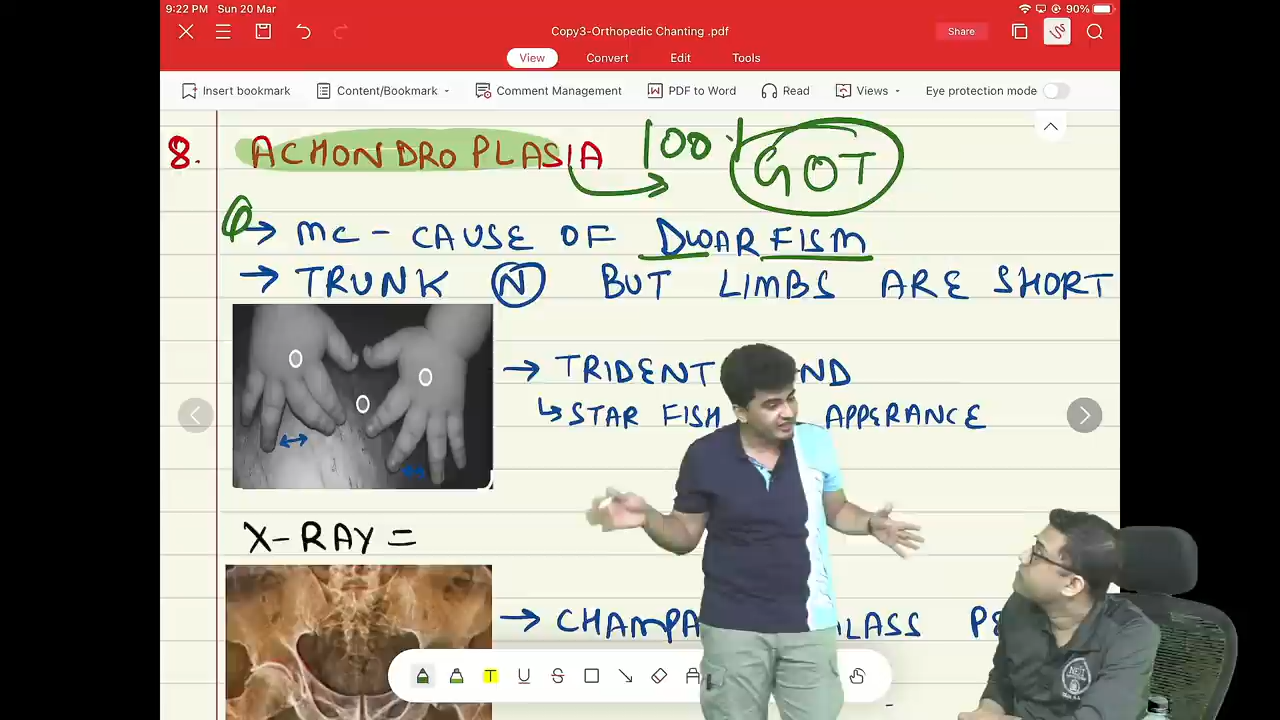 9:22 PM Sun 20 Mar
90%
Copy3-Orthopedic Chanting .pdf
Share
View Convert Edit Tools
Insert bookmark Content/Bookmark Comment Management PDF to Word Read Views Eye protection mode
8. ACHONDROPLASIA 100% GOT
→ MC - CAUSE OF DWARFISM
→ TRUNK N BUT LIMBS ARE SHORT
→ TRIDENT
STAR FISH APPERANCE
X-RAY =
→
T U S A
NEET